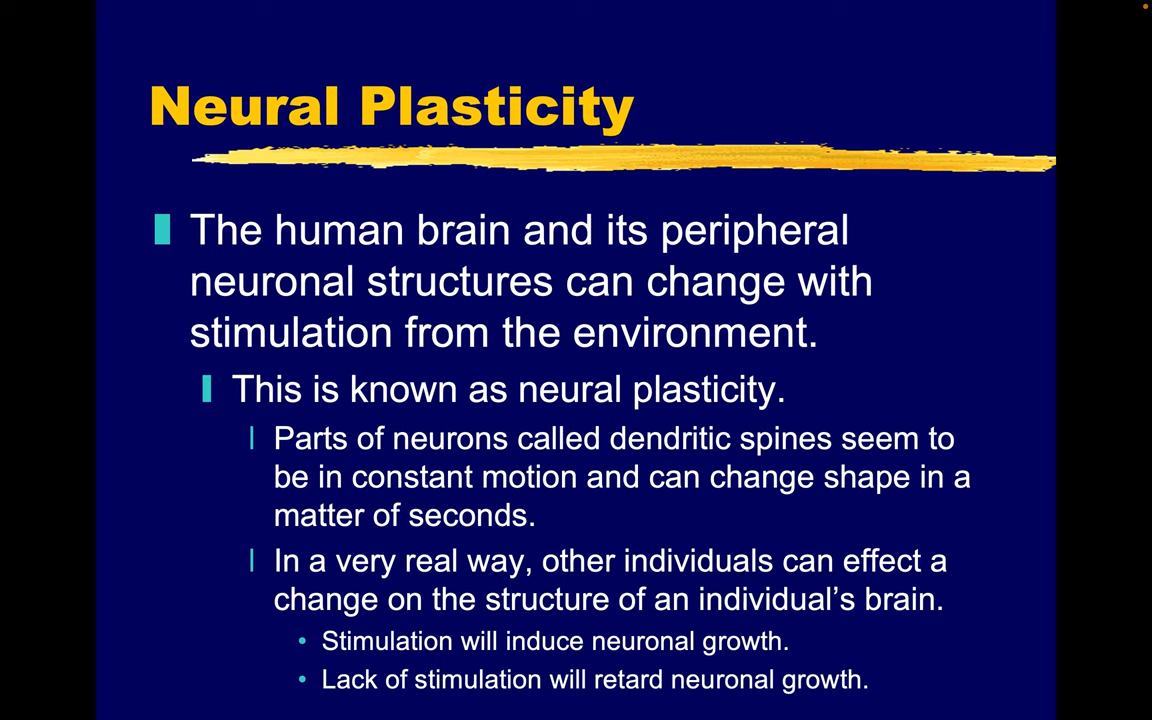 Neural Plasticity
The human brain and its peripheral
neuronal structures can change with
stimulation from the environment.
This is known as neural plasticity.
Parts of neurons called dendritic spines seem to
be in constant motion and can change shape in a
matter of seconds.
In a very real way, other individuals can effect a
change on the structure of an individual’s brain.
• Stimulation will induce neuronal growth.
• Lack of stimulation will retard neuronal growth.